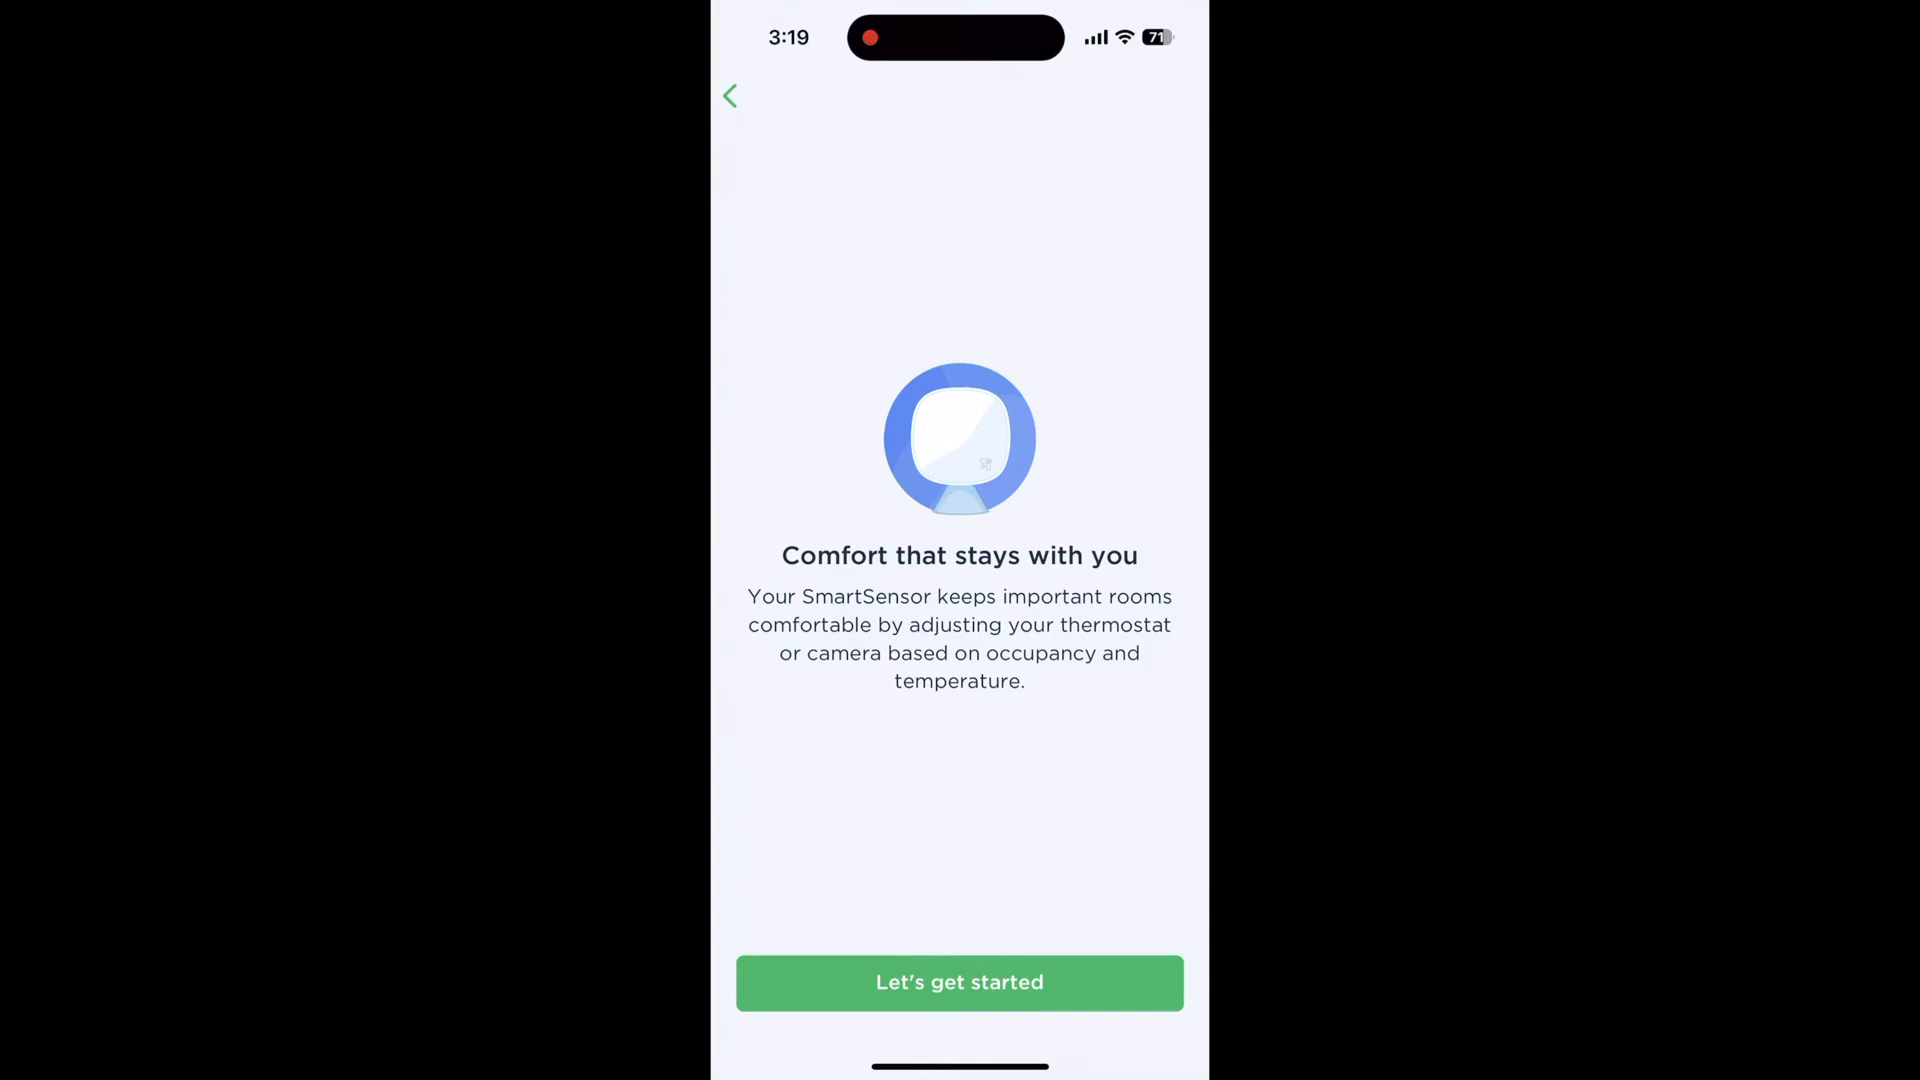 3:19
71
Comfort that stays with you
Your SmartSensor keeps important rooms
comfortable by adjusting your thermostat
or camera based on occupancy and
temperature.
Let's get started